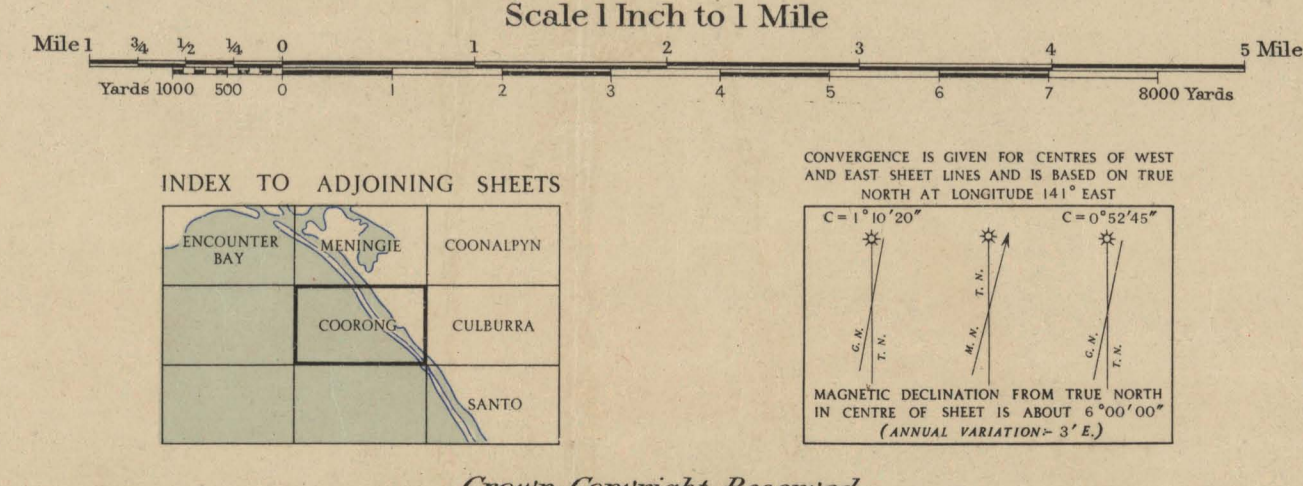 Scale 1 Inch to 1 Mile
Mile 1 ¾ ½ ¼ 0 1 2 3 4 5 Mile
Yards 1000 500 0 1 2 3 4 5 6 7 8000 Yards
INDEX TO ADJOINING SHEETS
ENCOUNTER
BAY
MENINGIE
COONALPYN
COORONG
CULBURRA
SANTO
CONVERGENCE IS GIVEN FOR CENTRES OF WEST
AND EAST SHEET LINES AND IS BASED ON TRUE
NORTH AT LONGITUDE 141° EAST
C = 1° 10′ 20″ C = 0° 52′ 45″
G. N. T. N.
M. N. T. N.
G. N. T. N.
MAGNETIC DECLINATION FROM TRUE NORTH
IN CENTRE OF SHEET IS ABOUT 6° 00′ 00″
(ANNUAL VARIATION:- 3′ E.)
Crown Copyright Reserved